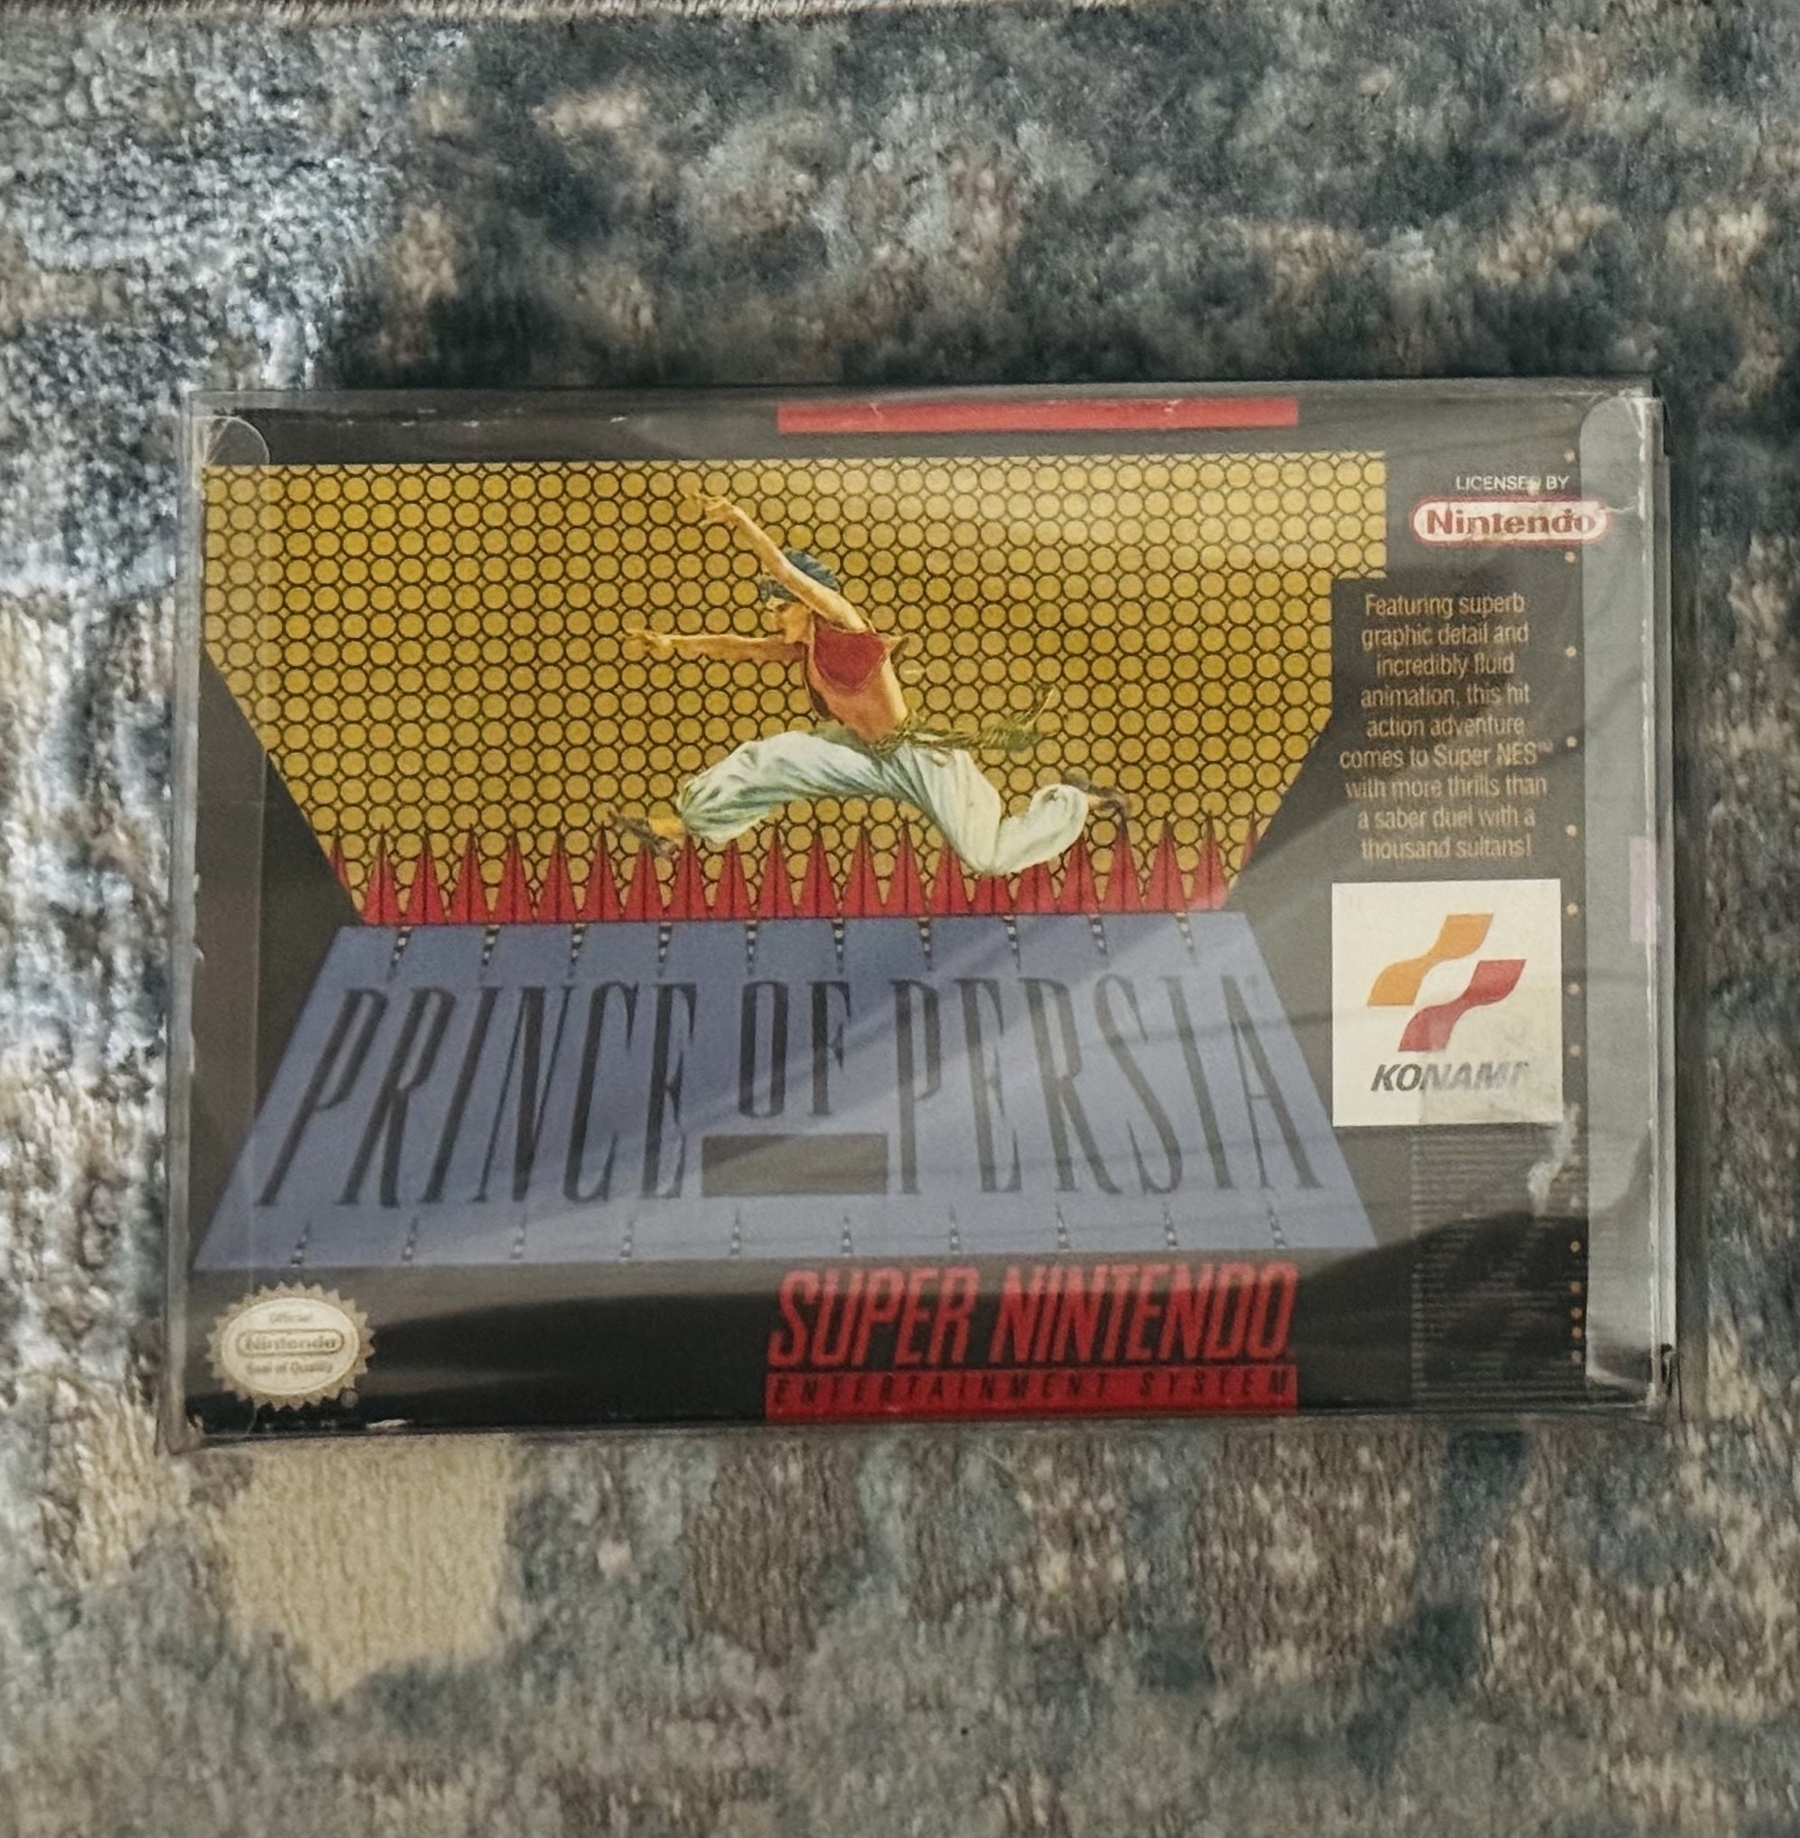 LICENSED BY
Nintendo
Featuring superb
graphic detail and
incredibly fluid
animation, this hit
action adventure
comes to Super NES™
with more thrills than
a saber duel with a
thousand sultans!
KONAMI
PRINCE OF PERSIA
Official
Nintendo
Seal of Quality
®
SUPER NINTENDO
ENTERTAINMENT SYSTEM